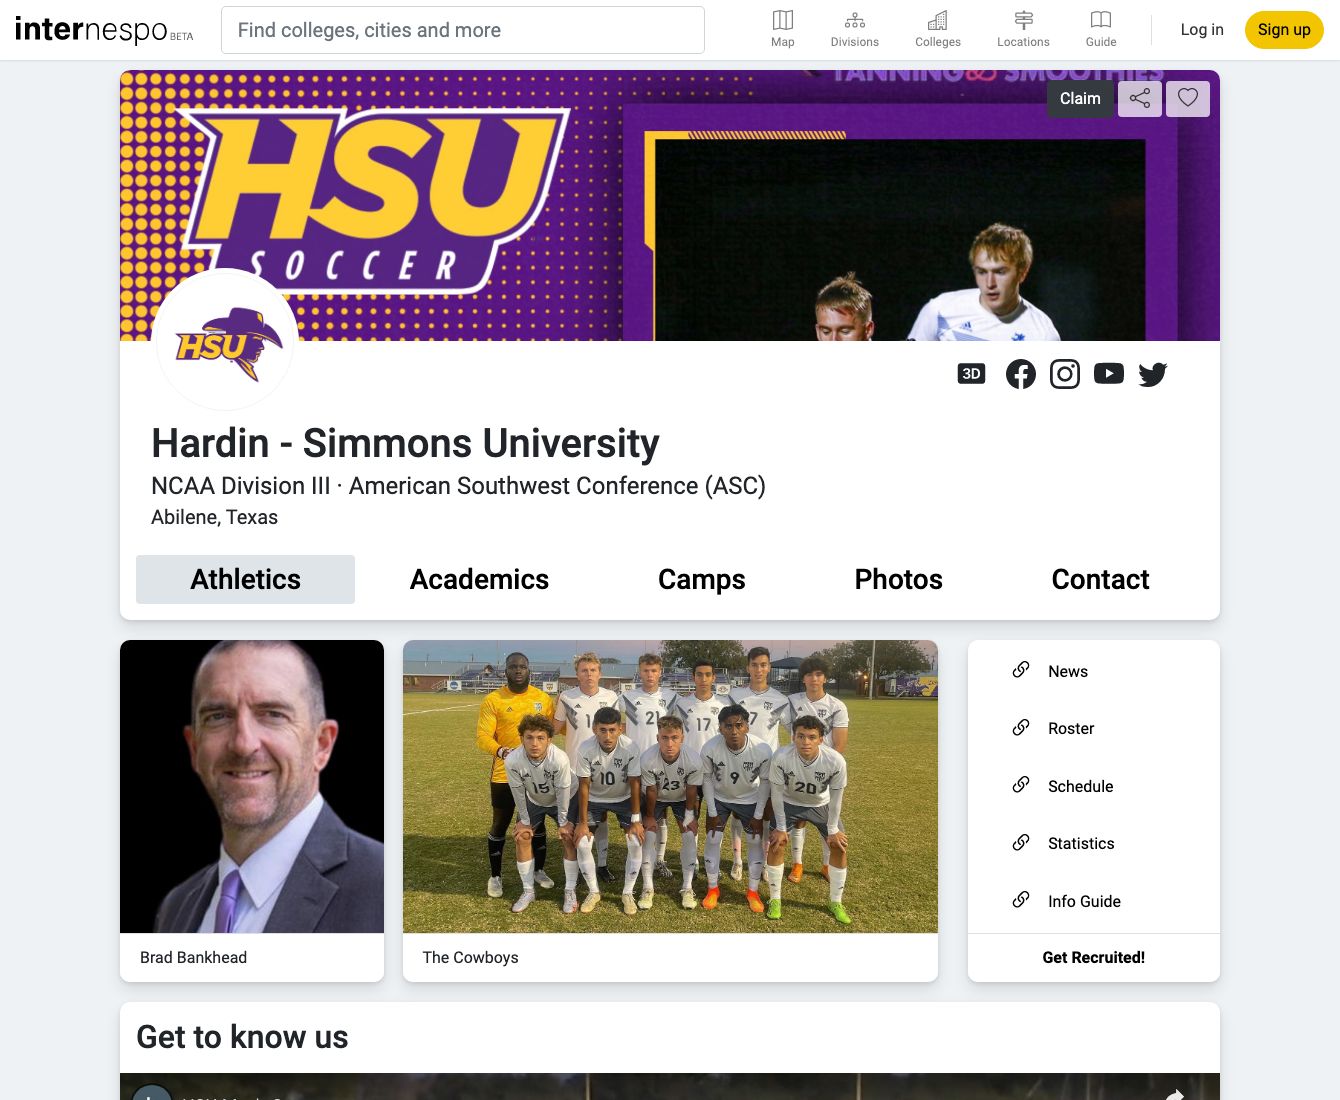 internespo BETA
Find colleges, cities and more
Map
Divisions
Colleges
Locations
Guide
Log in
Sign up
TANNING & SMOOTHIES
Claim
HSU
SOCCER
HSU
3D
Hardin - Simmons University
NCAA Division III · American Southwest Conference (ASC)
Abilene, Texas
Athletics
Academics
Camps
Photos
Contact
21
17
7
15
10
23
9
20
Brad Bankhead
The Cowboys
News
Roster
Schedule
Statistics
Info Guide
Get Recruited!
Get to know us